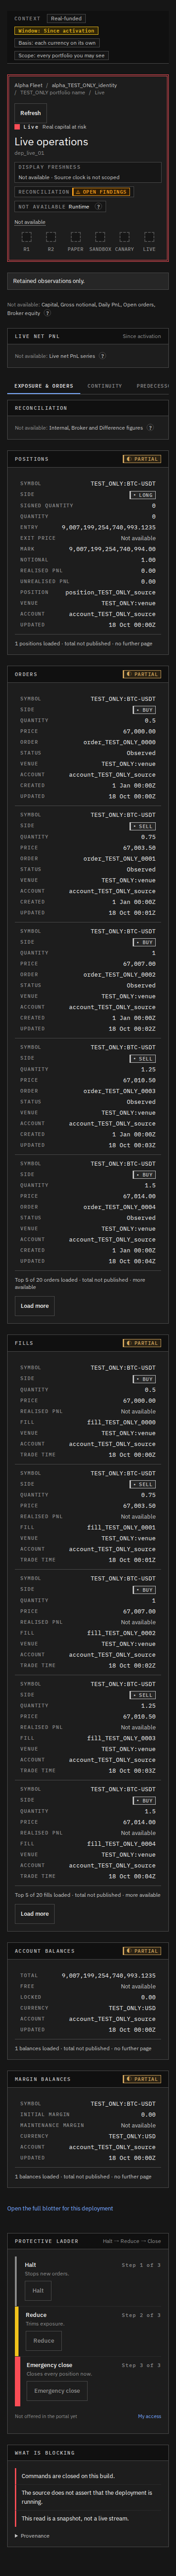 CONTEXT Real-funded
Window: Since activation
Basis: each currency on its own
Scope: every portfolio you may see
Alpha Fleet / alpha_TEST_ONLY_identity
/ TEST_ONLY portfolio name / Live
Refresh
Live Real capital at risk
Live operations
dep_live_01
DISPLAY FRESHNESS
Not available · Source clock is not scoped
RECONCILIATION OPEN FINDINGS
NOT AVAILABLE Runtime ?
Not available
R1 R2 PAPER SANDBOX CANARY LIVE
Retained observations only.
Not available: Capital, Gross notional, Daily PnL, Open orders,
Broker equity ?
LIVE NET PNL Since activation
Not available: Live net PnL series ?
EXPOSURE & ORDERS CONTINUITY PREDECESS
RECONCILIATION
Not available: Internal, Broker and Difference figures ?
POSITIONS PARTIAL
SYMBOL TEST_ONLY:BTC-USDT
SIDE LONG
SIGNED QUANTITY 0
QUANTITY 0
ENTRY 9,007,199,254,740,993.1235
EXIT PRICE Not available
MARK 9,007,199,254,740,994.00
NOTIONAL 1.00
REALISED PNL 0.00
UNREALISED PNL 0.00
POSITION position_TEST_ONLY_source
VENUE TEST_ONLY:venue
ACCOUNT account_TEST_ONLY_source
UPDATED 18 Oct 00:00Z
1 positions loaded · total not published · no further page
ORDERS PARTIAL
SYMBOL TEST_ONLY:BTC-USDT
SIDE BUY
QUANTITY 0.5
PRICE 67,000.00
ORDER order_TEST_ONLY_0000
STATUS Observed
VENUE TEST_ONLY:venue
ACCOUNT account_TEST_ONLY_source
CREATED 1 Jan 00:00Z
UPDATED 18 Oct 00:00Z
SYMBOL TEST_ONLY:BTC-USDT
SIDE SELL
QUANTITY 0.75
PRICE 67,003.50
ORDER order_TEST_ONLY_0001
STATUS Observed
VENUE TEST_ONLY:venue
ACCOUNT account_TEST_ONLY_source
CREATED 1 Jan 00:00Z
UPDATED 18 Oct 00:01Z
SYMBOL TEST_ONLY:BTC-USDT
SIDE BUY
QUANTITY 1
PRICE 67,007.00
ORDER order_TEST_ONLY_0002
STATUS Observed
VENUE TEST_ONLY:venue
ACCOUNT account_TEST_ONLY_source
CREATED 1 Jan 00:00Z
UPDATED 18 Oct 00:02Z
SYMBOL TEST_ONLY:BTC-USDT
SIDE SELL
QUANTITY 1.25
PRICE 67,010.50
ORDER order_TEST_ONLY_0003
STATUS Observed
VENUE TEST_ONLY:venue
ACCOUNT account_TEST_ONLY_source
CREATED 1 Jan 00:00Z
UPDATED 18 Oct 00:03Z
SYMBOL TEST_ONLY:BTC-USDT
SIDE BUY
QUANTITY 1.5
PRICE 67,014.00
ORDER order_TEST_ONLY_0004
STATUS Observed
VENUE TEST_ONLY:venue
ACCOUNT account_TEST_ONLY_source
CREATED 1 Jan 00:00Z
UPDATED 18 Oct 00:04Z
Top 5 of 20 orders loaded · total not published · more
available
Load more
FILLS PARTIAL
SYMBOL TEST_ONLY:BTC-USDT
SIDE BUY
QUANTITY 0.5
PRICE 67,000.00
REALISED PNL Not available
FILL fill_TEST_ONLY_0000
VENUE TEST_ONLY:venue
ACCOUNT account_TEST_ONLY_source
TRADE TIME 18 Oct 00:00Z
SYMBOL TEST_ONLY:BTC-USDT
SIDE SELL
QUANTITY 0.75
PRICE 67,003.50
REALISED PNL Not available
FILL fill_TEST_ONLY_0001
VENUE TEST_ONLY:venue
ACCOUNT account_TEST_ONLY_source
TRADE TIME 18 Oct 00:01Z
SYMBOL TEST_ONLY:BTC-USDT
SIDE BUY
QUANTITY 1
PRICE 67,007.00
REALISED PNL Not available
FILL fill_TEST_ONLY_0002
VENUE TEST_ONLY:venue
ACCOUNT account_TEST_ONLY_source
TRADE TIME 18 Oct 00:02Z
SYMBOL TEST_ONLY:BTC-USDT
SIDE SELL
QUANTITY 1.25
PRICE 67,010.50
REALISED PNL Not available
FILL fill_TEST_ONLY_0003
VENUE TEST_ONLY:venue
ACCOUNT account_TEST_ONLY_source
TRADE TIME 18 Oct 00:03Z
SYMBOL TEST_ONLY:BTC-USDT
SIDE BUY
QUANTITY 1.5
PRICE 67,014.00
REALISED PNL Not available
FILL fill_TEST_ONLY_0004
VENUE TEST_ONLY:venue
ACCOUNT account_TEST_ONLY_source
TRADE TIME 18 Oct 00:04Z
Top 5 of 20 fills loaded · total not published · more available
Load more
ACCOUNT BALANCES PARTIAL
TOTAL 9,007,199,254,740,993.1235
FREE Not available
LOCKED 0.00
CURRENCY TEST_ONLY:USD
ACCOUNT account_TEST_ONLY_source
UPDATED 18 Oct 00:00Z
1 balances loaded · total not published · no further page
MARGIN BALANCES PARTIAL
SYMBOL TEST_ONLY:BTC-USDT
INITIAL MARGIN 0.00
MAINTENANCE MARGIN Not available
CURRENCY TEST_ONLY:USD
ACCOUNT account_TEST_ONLY_source
UPDATED 18 Oct 00:00Z
1 balances loaded · total not published · no further page
Open the full blotter for this deployment
PROTECTIVE LADDER Halt → Reduce → Close
Halt Step 1 of 3
Stops new orders.
Halt
Reduce Step 2 of 3
Trims exposure.
Reduce
Emergency close Step 3 of 3
Closes every position now.
Emergency close
Not offered in the portal yet My access
WHAT IS BLOCKING
Commands are closed on this build.
The source does not assert that the deployment is
running.
This read is a snapshot, not a live stream.
Provenance